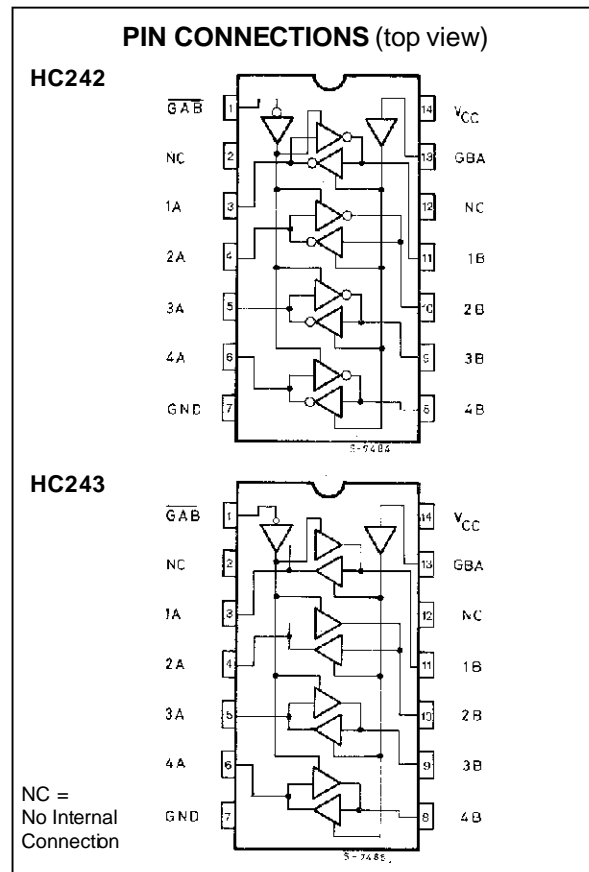 PIN CONNECTIONS (top view)
HC242
GAB 1 14 VCC
NC 2 13 GBA
1A 3 12 NC
2A 4 11 1B
3A 5 10 2B
4A 6 9 3B
GND 7 8 4B
S-7484
HC243
GAB 1 14 VCC
NC 2 13 GBA
1A 3 12 NC
2A 4 11 1B
3A 5 10 2B
4A 6 9 3B
GND 7 8 4B
S-7485
NC =
No Internal
Connection